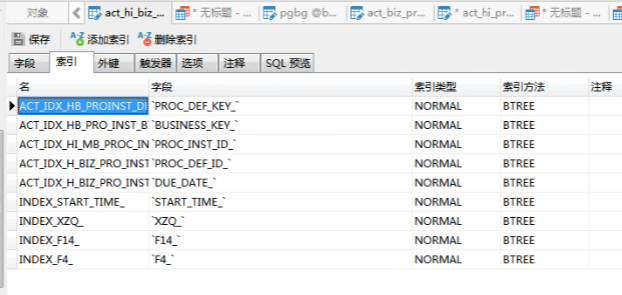 对象 act_hi_biz_... * 无标题 - ... pgbg @b... act_biz_pr... * act_hi_pr... * 无标题 - ...
保存 添加索引 删除索引
字段 索引 外键 触发器 选项 注释 SQL 预览
名 字段 索引类型 索引方法 注释
ACT_IDX_HB_PROINST_DI `PROC_DEF_KEY_` NORMAL BTREE
ACT_IDX_HB_PRO_INST_B `BUSINESS_KEY_` NORMAL BTREE
ACT_IDX_HI_MB_PROC_IN `PROC_INST_ID_` NORMAL BTREE
ACT_IDX_H_BIZ_PRO_INST `PROC_DEF_ID_` NORMAL BTREE
ACT_IDX_H_BIZ_PRO_INST `DUE_DATE_` NORMAL BTREE
INDEX_START_TIME_ `START_TIME_` NORMAL BTREE
INDEX_XZQ_ `XZQ_` NORMAL BTREE
INDEX_F14_ `F14_` NORMAL BTREE
INDEX_F4_ `F4_` NORMAL BTREE